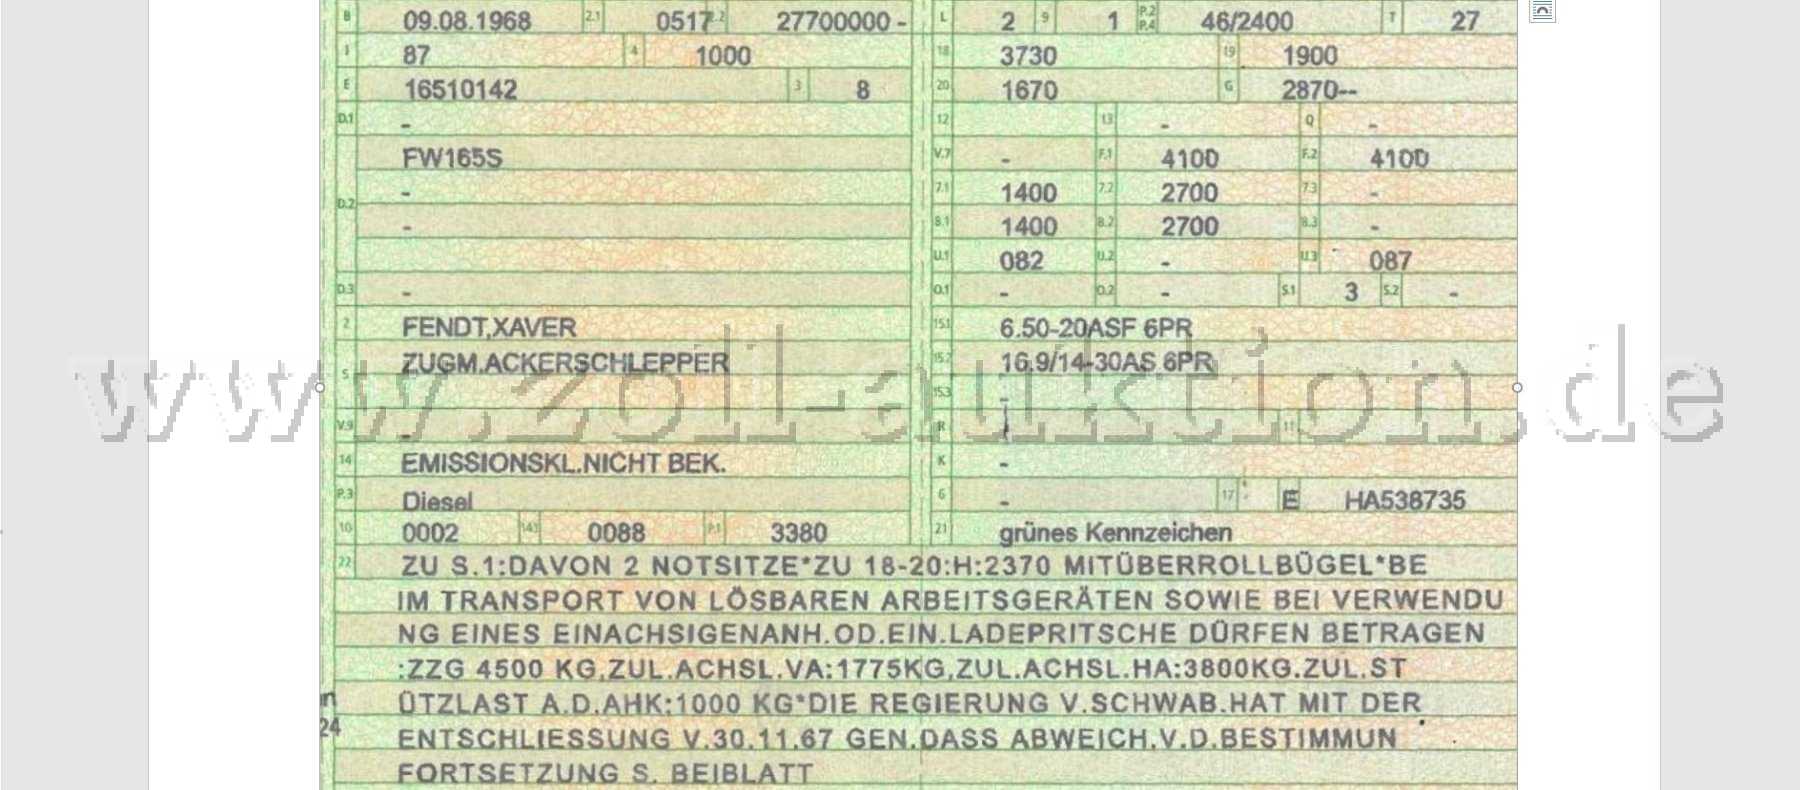 B 09.08.1968 2.1 0517 2.2 27700000 - L 2 9 1 P.2 P.4 46/2400 T 27
J 87 4 1000 18 3730 19 1900
E 16510142 3 8 20 1670 G 2870--
D.1 - 12 13 - Q -
FW165S V.7 - F.1 4100 F.2 4100
- 7.1 1400 7.2 2700 7.3 -
D.2 - 8.1 1400 8.2 2700 8.3 -
U.1 082 U.2 - U.3 087
D.3 - O.1 - O.2 - S.1 3 S.2 -
2 FENDT,XAVER 15.1 6.50-20ASF 6PR
5 ZUGM.ACKERSCHLEPPER 15.2 16.9/14-30AS 6PR
- 15.3 -
V.9 - R 11
14 EMISSIONSKL.NICHT BEK. K -
P.3 Diesel 6 - 17 E HA538735
10 0002 14.1 0088 P.1 3380 21 grünes Kennzeichen
22 ZU S.1:DAVON 2 NOTSITZE*ZU 18-20:H:2370 MITÜBERROLLBÜGEL*BE
IM TRANSPORT VON LÖSBAREN ARBEITSGERÄTEN SOWIE BEI VERWENDU
NG EINES EINACHSIGENANH.OD.EIN.LADEPRITSCHE DÜRFEN BETRAGEN
:ZZG 4500 KG,ZUL.ACHSL.VA:1775KG,ZUL.ACHSL.HA:3800KG.ZUL.ST
ÜTZLAST A.D.AHK:1000 KG*DIE REGIERUNG V.SCHWAB.HAT MIT DER
24 ENTSCHLIESSUNG V.30.11.67 GEN.DASS ABWEICH.V.D.BESTIMMUN
FORTSETZUNG S. BEIBLATT
www.zoll-auktion.de